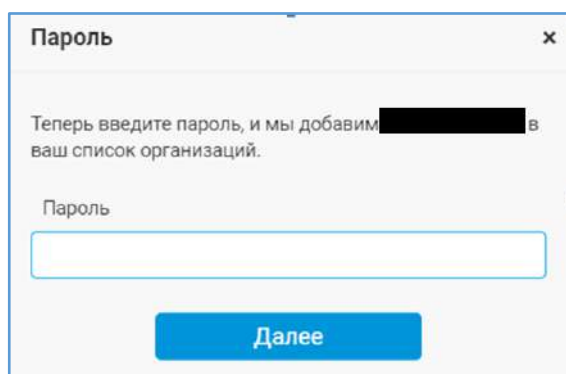 Пароль ×
Теперь введите пароль, и мы добавим в
ваш список организаций.
Пароль
Далее